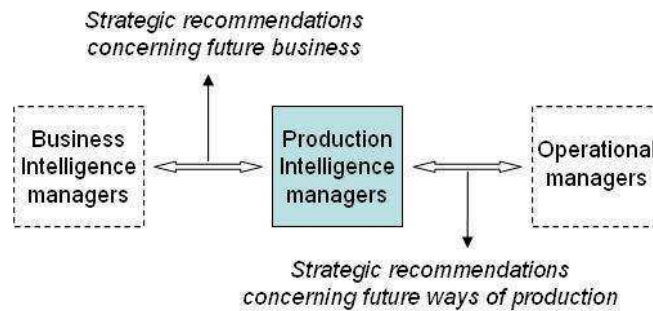 Strategic recommendations
concerning future business
Business
Intelligence
managers
Production
Intelligence
managers
Operational
managers
Strategic recommendations
concerning future ways of production